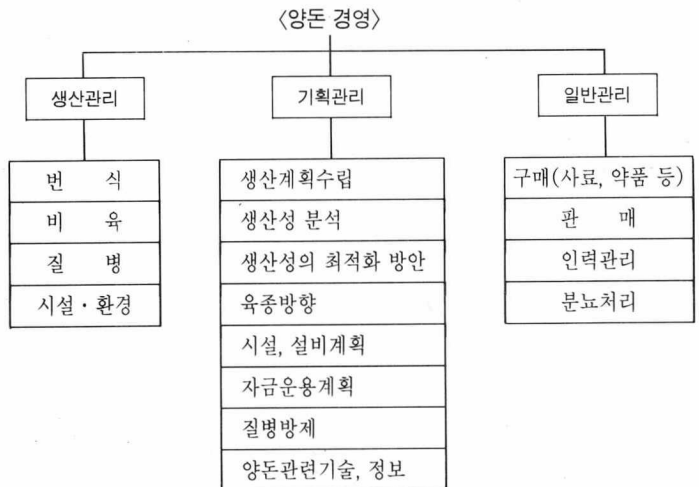 〈양돈 경영〉
생산관리
기획관리
일반관리
번 식
비 육
질 병
시설・환경
생산계획수립
생산성 분석
생산성의 최적화 방안
육종방향
시설, 설비계획
자금운용계획
질병방제
양돈관련기술, 정보
구매(사료, 약품 등)
판 매
인력관리
분뇨처리